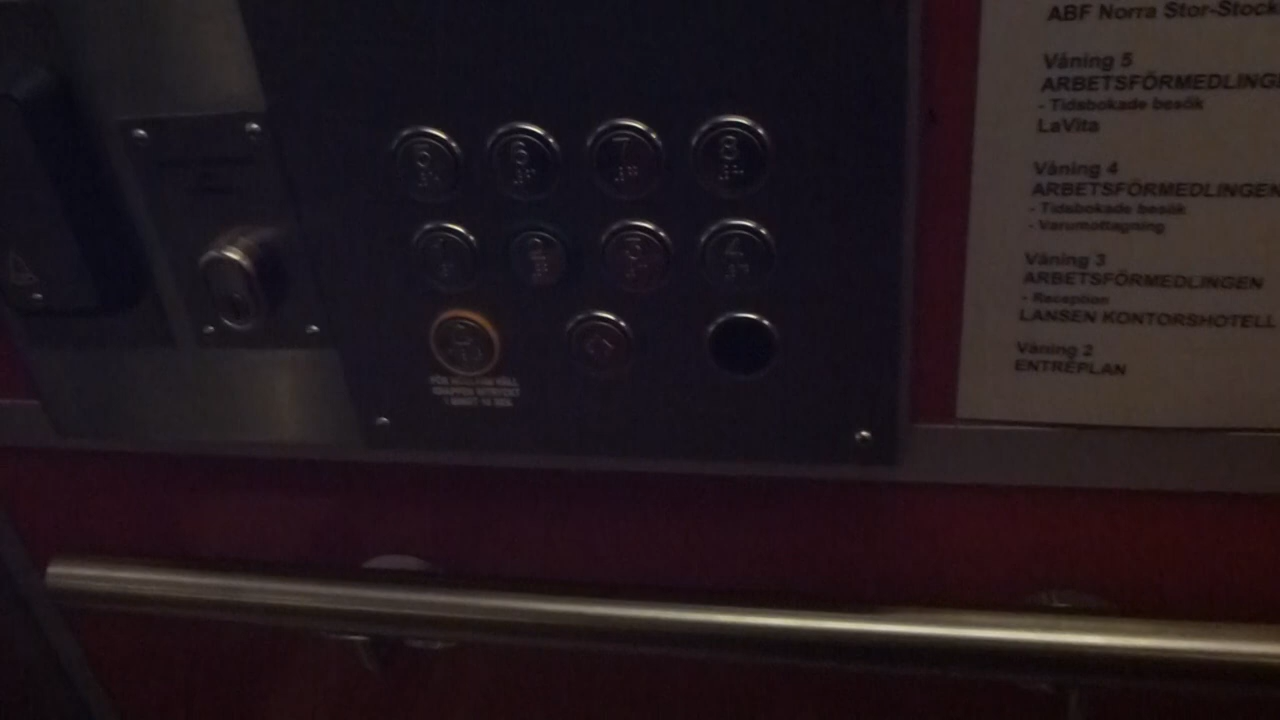 5 6 7 8
1 2 3 4
ABF Norra Stor-Stock
Våning 5
ARBETSFÖRMEDLING
- Tidsbokade besök
LaVita
Våning 4
ARBETSFÖRMEDLINGEN
- Tidsbokade besök
- Varumottagning
Våning 3
ARBETSFÖRMEDLINGEN
- Reception
LANSEN KONTORSHOTELL
Våning 2
ENTRÉPLAN